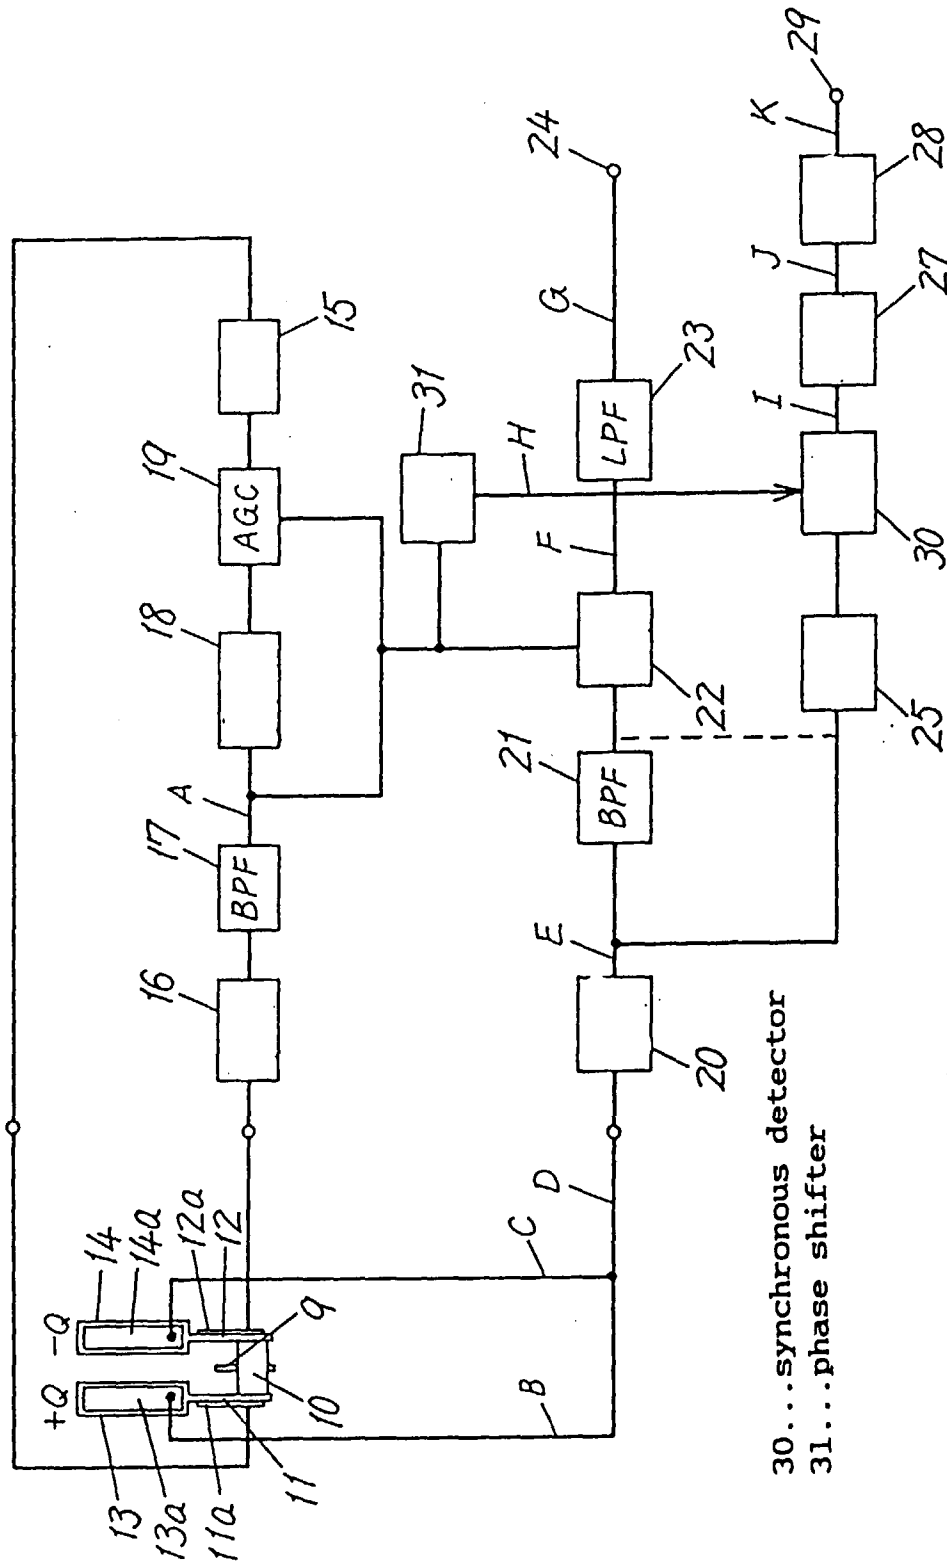 +Q
-Q
13
13a
11a
11
10
9
12
12a
14a
14
16
17
BPF
A
18
19
AGC
15
31
H
B
C
D
20
E
21
BPF
22
F
LPF
23
G
24
25
30
I
27
J
28
K
29
30...synchronous detector
31...phase shifter